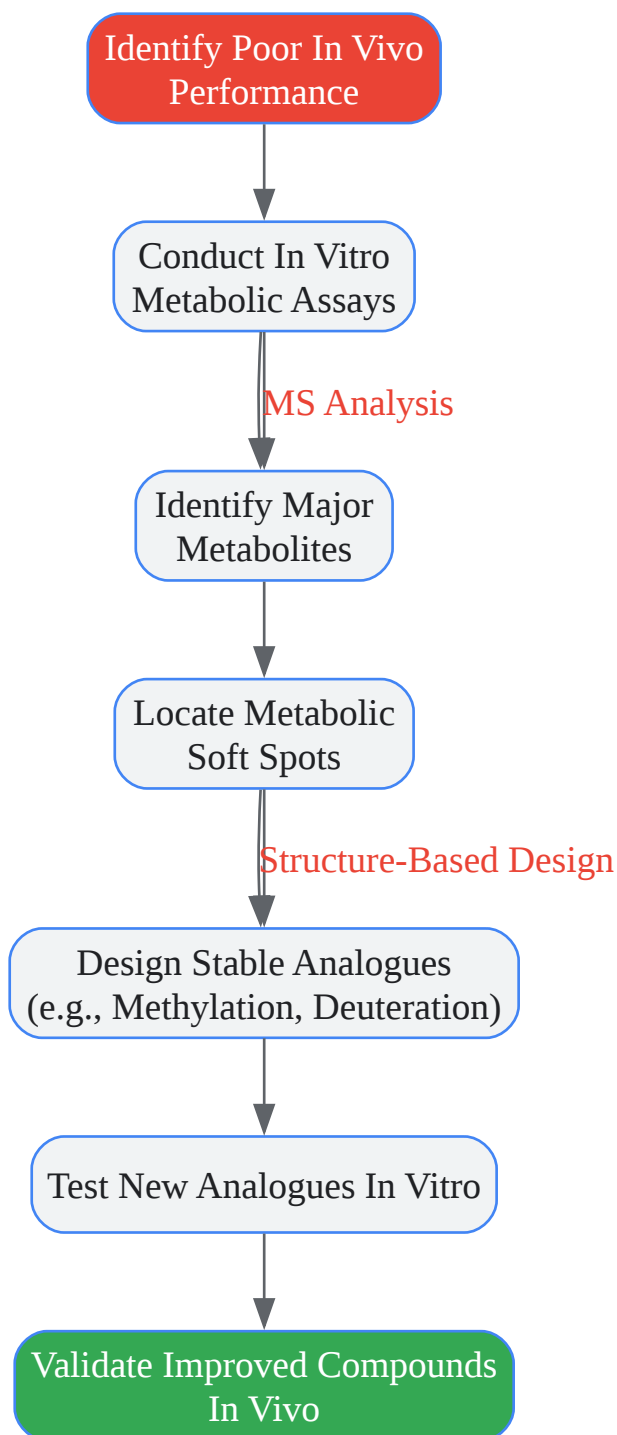 Identify Poor In Vivo
Performance
Conduct In Vitro
Metabolic Assays
MS Analysis
Identify Major
Metabolites
Locate Metabolic
Soft Spots
Structure-Based Design
Design Stable Analogues
(e.g., Methylation, Deuteration)
Test New Analogues In Vitro
Validate Improved Compounds
In Vivo